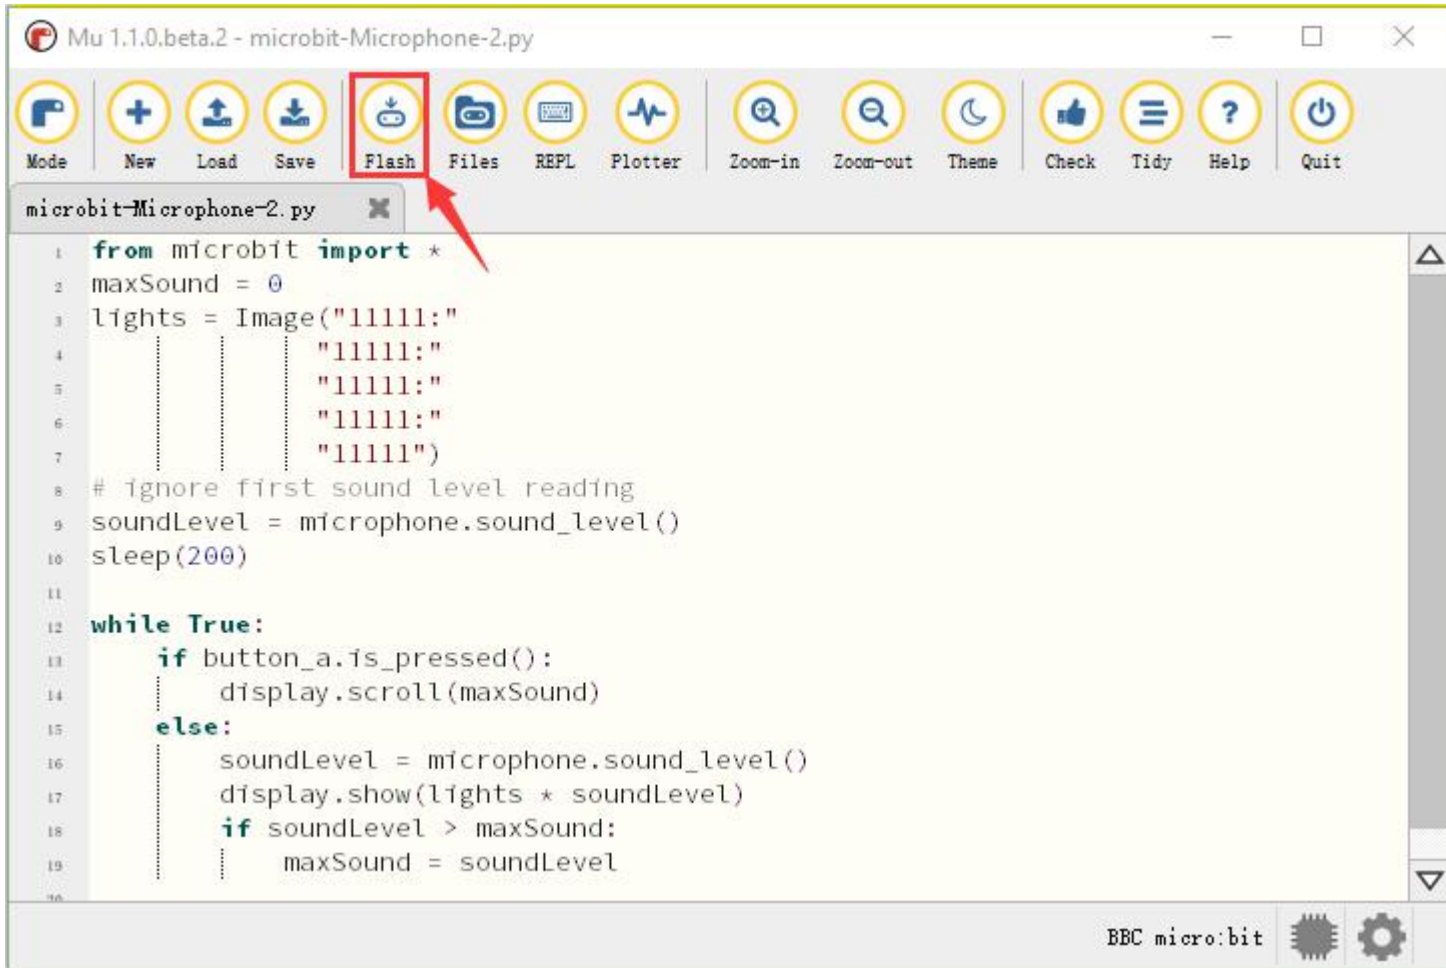 Mu 1.1.0.beta.2 - microbit-Microphone-2.py
Mode New Load Save Flash Files REPL Plotter Zoom-in Zoom-out Theme Check Tidy Help Quit
microbit-Microphone-2.py
1 from microbit import *
2 maxSound = 0
3 lights = Image("11111:"
4 "11111:"
5 "11111:"
6 "11111:"
7 "11111")
8 # ignore first sound level reading
9 soundLevel = microphone.sound_level()
10 sleep(200)
11
12 while True:
13 if button_a.is_pressed():
14 display.scroll(maxSound)
15 else:
16 soundLevel = microphone.sound_level()
17 display.show(lights * soundLevel)
18 if soundLevel > maxSound:
19 maxSound = soundLevel
20
BBC micro:bit